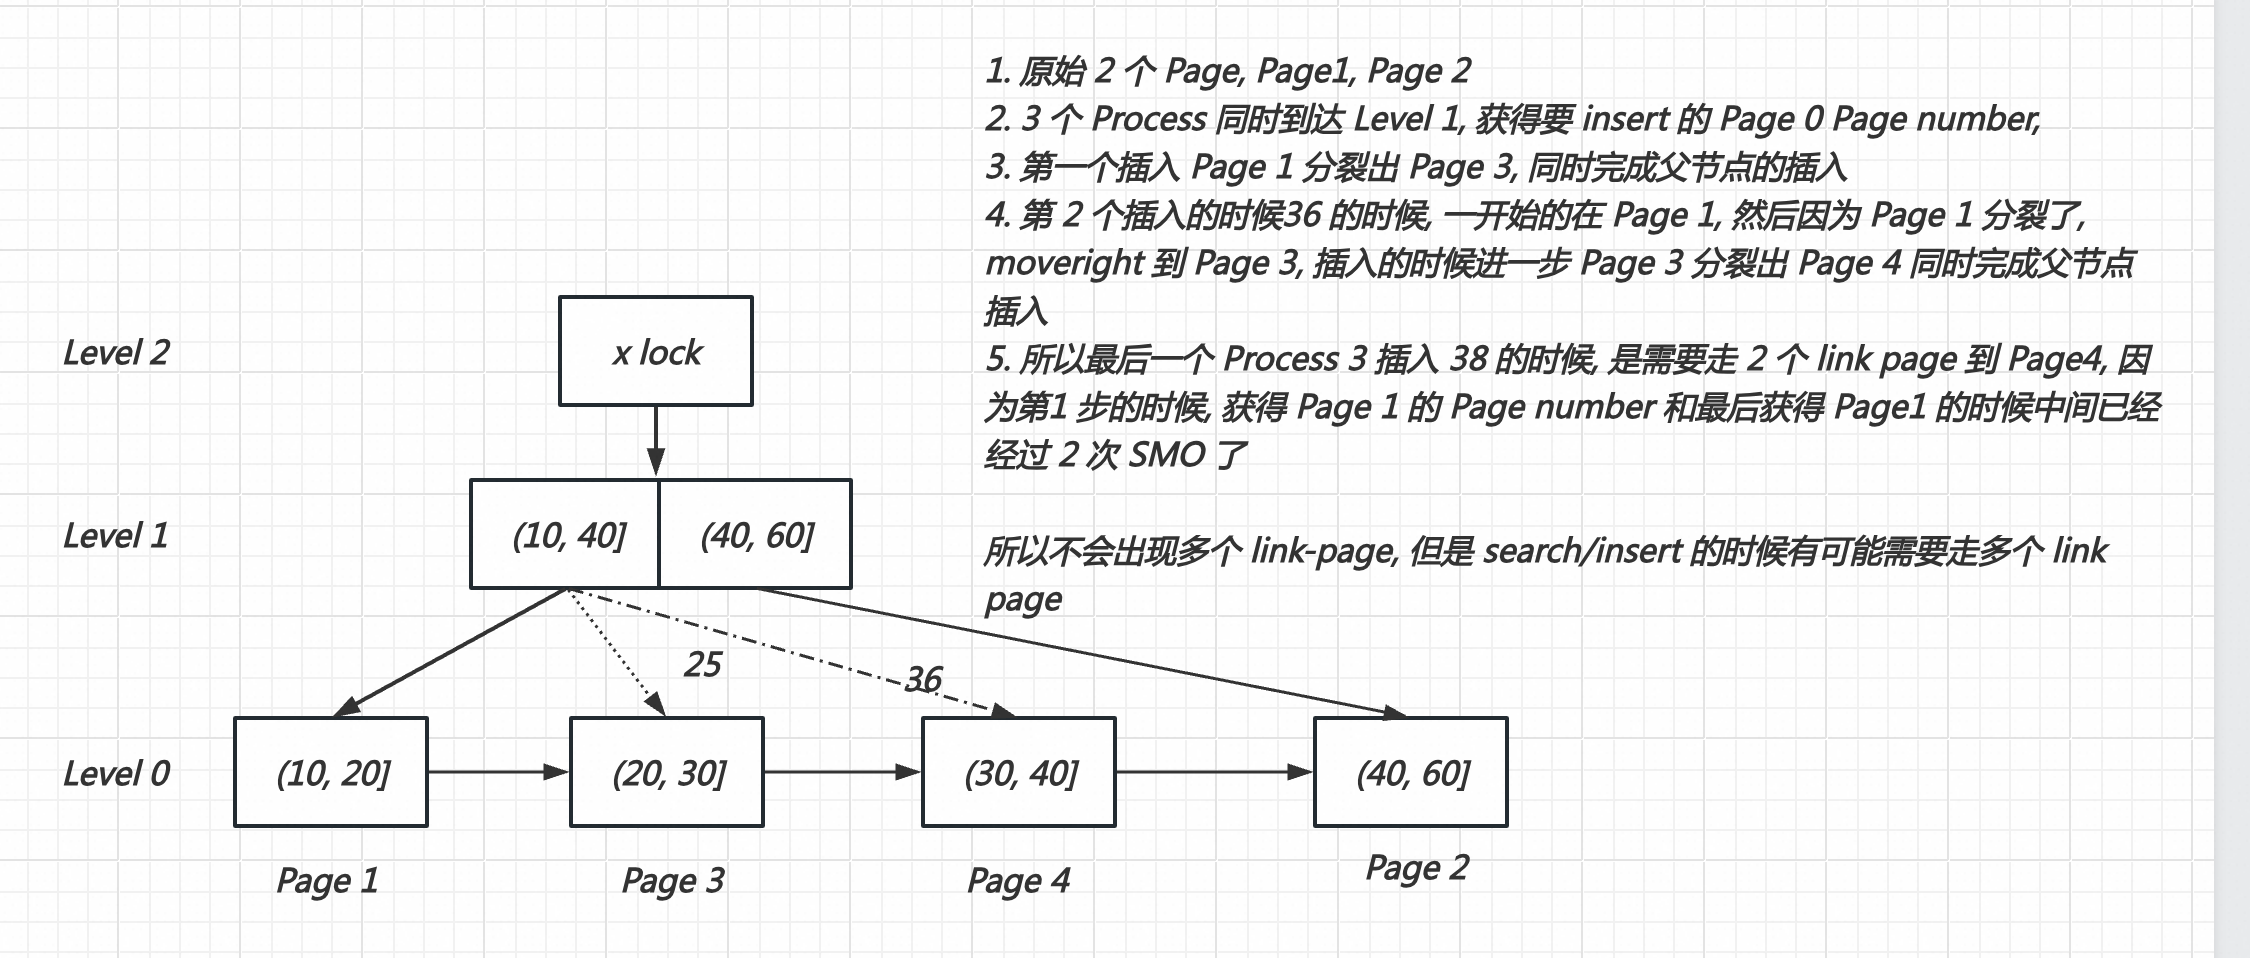 1. 原始 2 个 Page, Page1, Page 2
2. 3 个 Process 同时到达 Level 1, 获得要 insert 的 Page 0 Page number,
3. 第一个插入 Page 1 分裂出 Page 3, 同时完成父节点的插入
4. 第 2 个插入的时候36 的时候, 一开始的在 Page 1, 然后因为 Page 1 分裂了,
moveright 到 Page 3, 插入的时候进一步 Page 3 分裂出 Page 4 同时完成父节点
插入
5. 所以最后一个 Process 3 插入 38 的时候, 是需要走 2 个 link page 到 Page4, 因
为第1 步的时候, 获得 Page 1 的 Page number 和最后获得 Page1 的时候中间已经
经过 2 次 SMO 了
所以不会出现多个 link-page, 但是 search/insert 的时候有可能需要走多个 link
page
Level 2
x lock
Level 1
(10, 40]
(40, 60]
25
36
Level 0
(10, 20]
(20, 30]
(30, 40]
(40, 60]
Page 1
Page 3
Page 4
Page 2